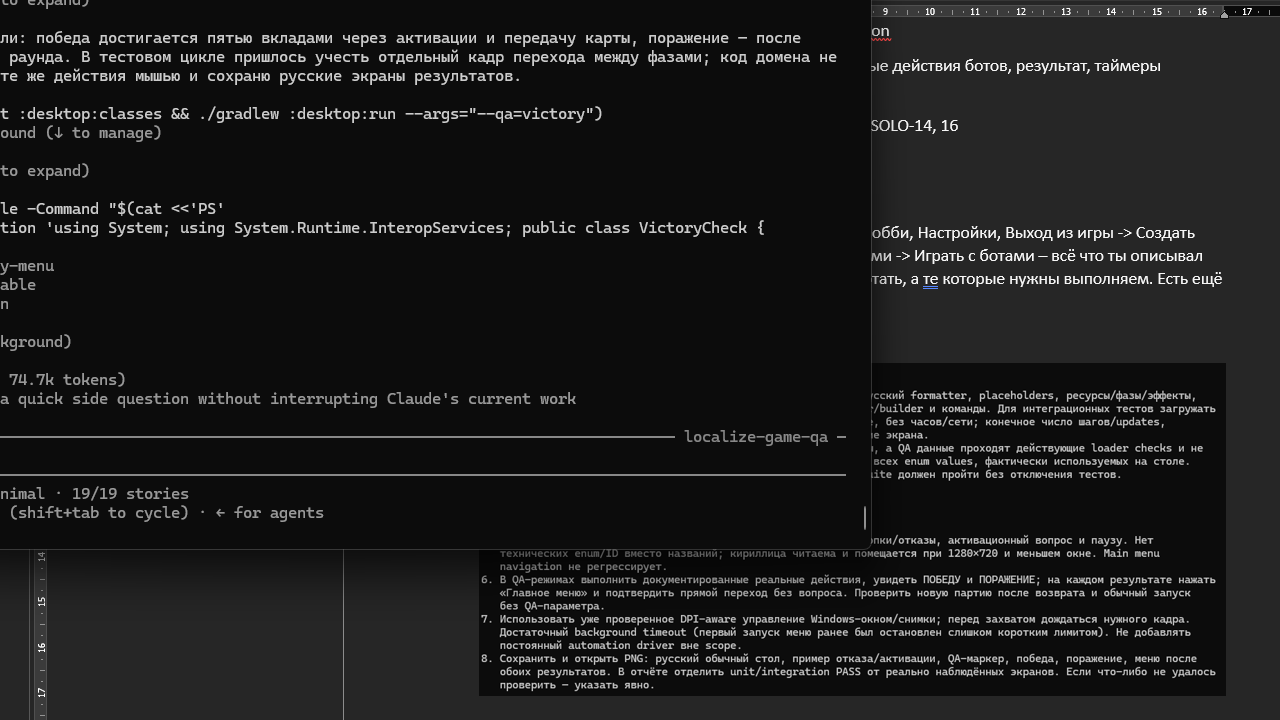 to expand)
ли: победа достигается пятью вкладами через активации и передачу карты, поражение — после
раунда. В тестовом цикле пришлось учесть отдельный кадр перехода между фазами; код домена не
те же действия мышью и сохраню русские экраны результатов.
t :desktop:classes && ./gradlew :desktop:run --args="--qa=victory")
ound (↓ to manage)
to expand)
le -Command "$(cat <<'PS'
tion 'using System; using System.Runtime.InteropServices; public class VictoryCheck {
y-menu
able
n
kground)
74.7k tokens)
a quick side question without interrupting Claude's current work
localize-game-qa
nimal · 19/19 stories
(shift+tab to cycle) · ← for agents
9 10 11 12 13 14 15 16 17
on
ые действия ботов, результат, таймеры
SOLO-14, 16
обби, Настройки, Выход из игры -> Создать
ми -> Играть с ботами – всё что ты описывал
тать, а те которые нужны выполняем. Есть ещё
усский formatter, placeholders, ресурсы/фазы/эффекты,
r/builder и команды. Для интеграционных тестов загружать
, без часов/сети; конечное число шагов/updates,
е экрана.
, а QA данные проходят действующие loader checks и не
всех enum values, фактически используемых на столе.
ite должен пройти без отключения тестов.
опки/отказы, активационный вопрос и паузу. Нет
технических enum/ID вместо названий; кириллица читаема и помещается при 1280×720 и меньшем окне. Main menu
navigation не регрессирует.
6. В QA-режимах выполнить документированные реальные действия, увидеть ПОБЕДУ и ПОРАЖЕНИЕ; на каждом результате нажать
«Главное меню» и подтвердить прямой переход без вопроса. Проверить новую партию после возврата и обычный запуск
без QA-параметра.
7. Использовать уже проверенное DPI-aware управление Windows-окном/снимки; перед захватом дождаться нужного кадра.
Достаточный background timeout (первый запуск меню ранее был остановлен слишком коротким лимитом). Не добавлять
постоянный automation driver вне scope.
8. Сохранить и открыть PNG: русский обычный стол, пример отказа/активации, QA-маркер, победа, поражение, меню после
обоих результатов. В отчёте отделить unit/integration PASS от реально наблюдённых экранов. Если что-либо не удалось
проверить — указать явно.
14
15
16
17